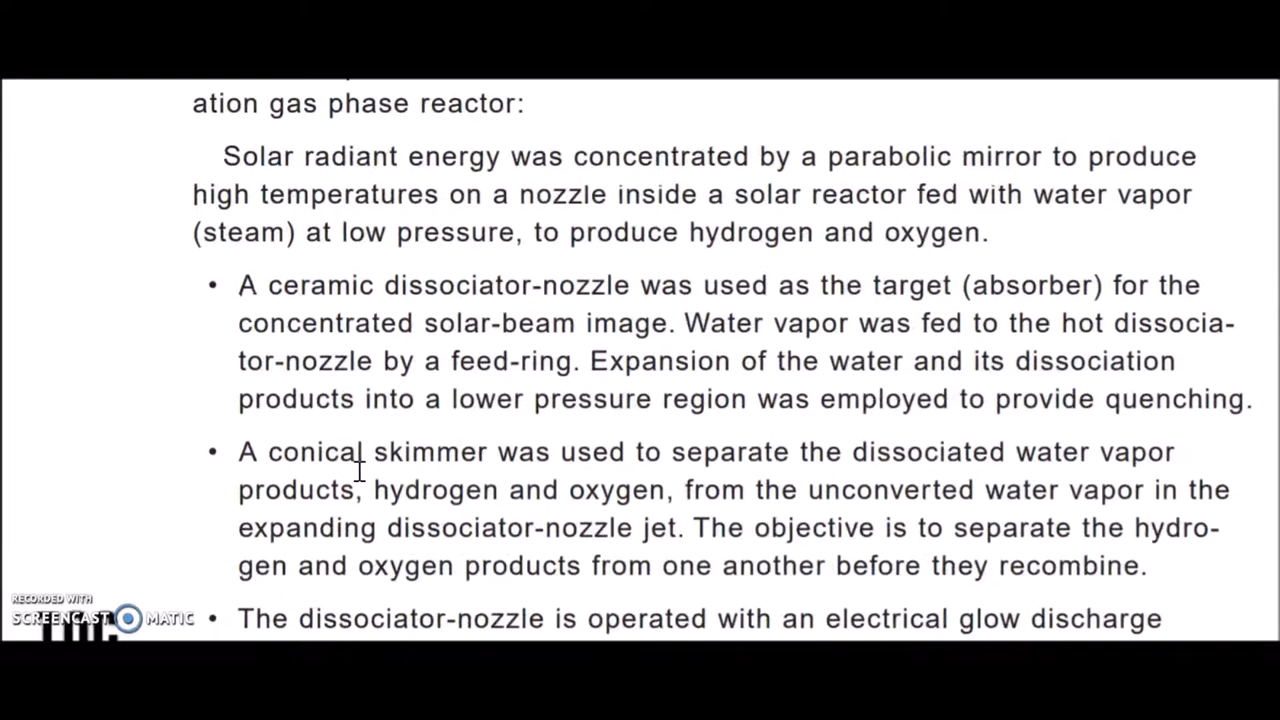 ation gas phase reactor:
Solar radiant energy was concentrated by a parabolic mirror to produce
high temperatures on a nozzle inside a solar reactor fed with water vapor
(steam) at low pressure, to produce hydrogen and oxygen.
• A ceramic dissociator-nozzle was used as the target (absorber) for the
concentrated solar-beam image. Water vapor was fed to the hot dissocia-
tor-nozzle by a feed-ring. Expansion of the water and its dissociation
products into a lower pressure region was employed to provide quenching.
• A conical skimmer was used to separate the dissociated water vapor
products, hydrogen and oxygen, from the unconverted water vapor in the
expanding dissociator-nozzle jet. The objective is to separate the hydro-
gen and oxygen products from one another before they recombine.
RECORDED WITH
SCREENCAST MATIC
• The dissociator-nozzle is operated with an electrical glow discharge